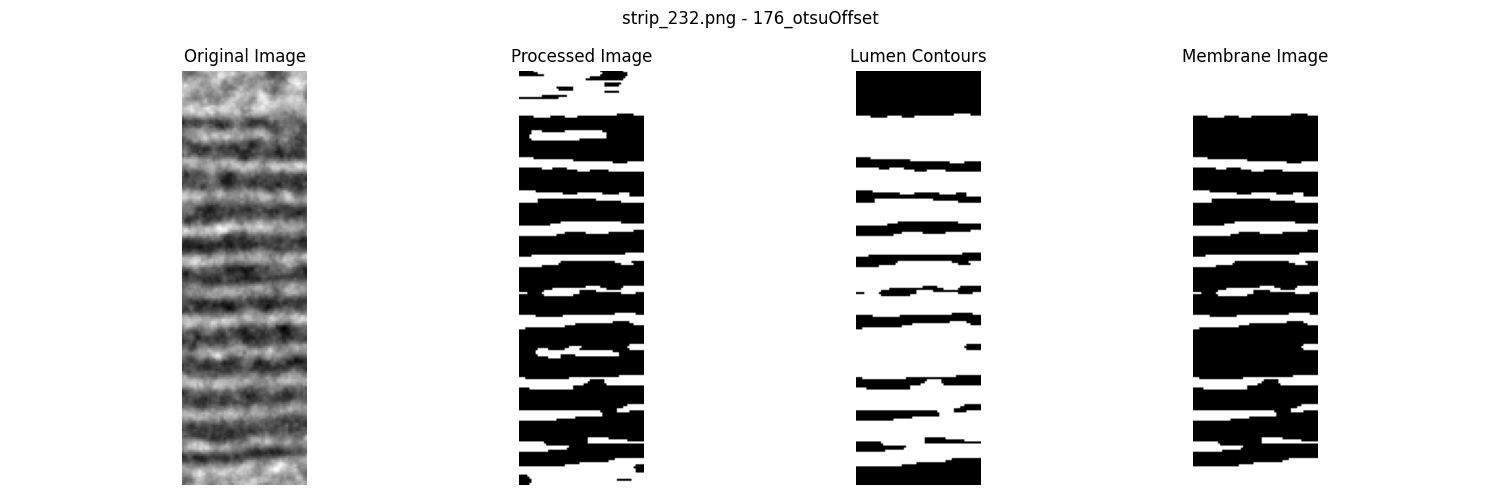 strip_232.png - 176_otsuOffset
Original Image
Processed Image
Lumen Contours
Membrane Image